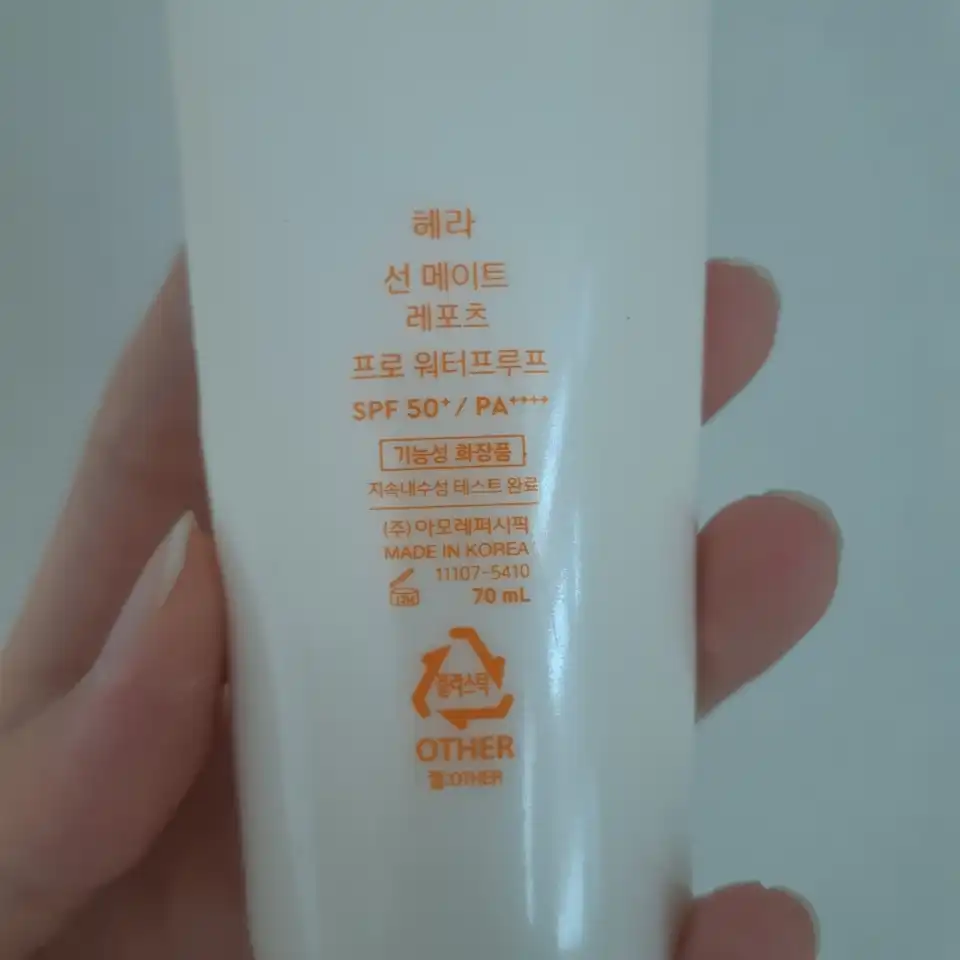 헤라
선 메이트
레포츠
프로 워터프루프
SPF 50+/ PA++++
기능성 화장품
지속내수성 테스트 완료
(주) 아모레퍼시픽
MADE IN KOREA
11107-5410
12M
70 mL
플라스틱
OTHER
캡:OTHER